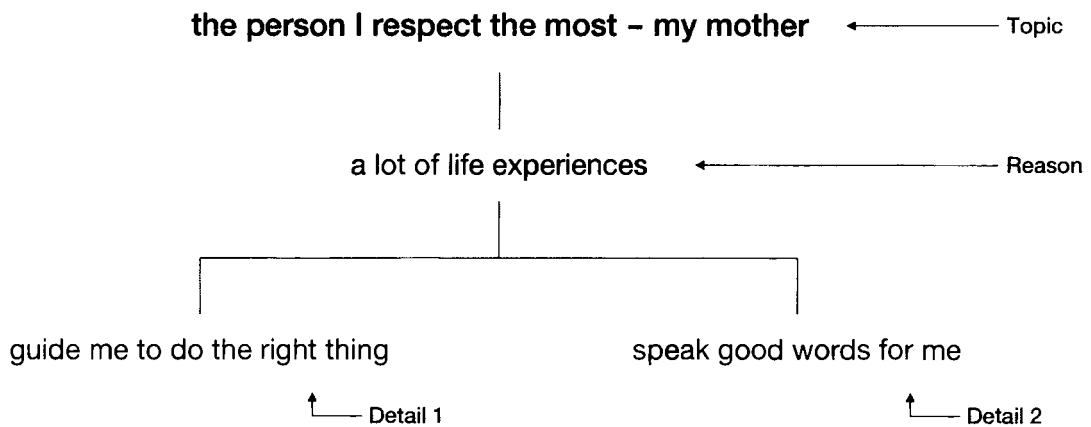 the person I respect the most – my mother
Topic
a lot of life experiences
Reason
guide me to do the right thing
speak good words for me
Detail 1
Detail 2